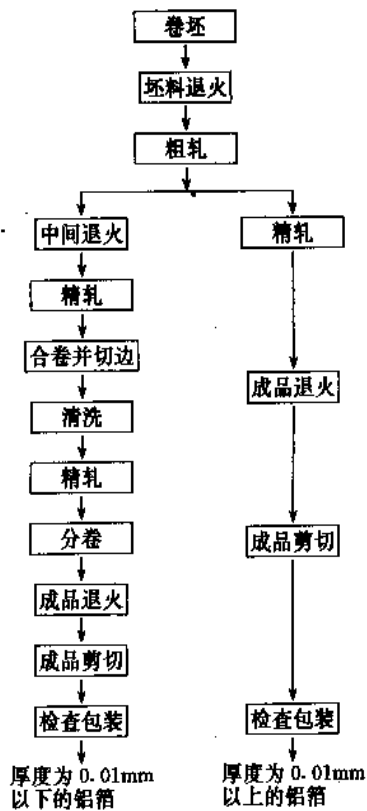 卷坯
坯料退火
粗轧
中间退火
精轧
合卷并切边
清洗
精轧
分卷
成品退火
成品剪切
检查包装
厚度为0.01mm
以下的铝箔
精轧
成品退火
成品剪切
检查包装
厚度为0.01mm
以上的铝箔